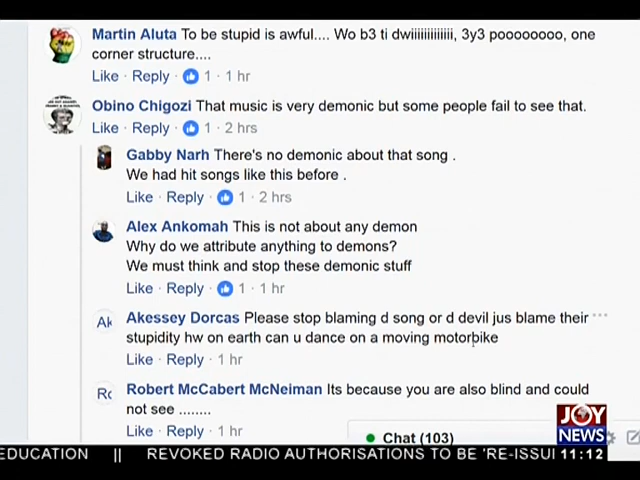 Martin Aluta To be stupid is awful.... Wo b3 ti dwiiiiiiiiiiiii, 3y3 pooooooooo, one
corner structure....
Like · Reply · 1 · 1 hr
Obino Chigozi That music is very demonic but some people fail to see that.
Like · Reply · 1 · 2 hrs
Gabby Narh There's no demonic about that song .
We had hit songs like this before .
Like · Reply · 1 · 2 hrs
Alex Ankomah This is not about any demon
Why do we attribute anything to demons?
We must think and stop these demonic stuff
Like · Reply · 1 · 1 hr
Ak Akessey Dorcas Please stop blaming d song or d devil jus blame their
stupidity hw on earth can u dance on a moving motorbike
Like · Reply · 1 hr
Rc Robert McCabert McNeiman Its because you are also blind and could
not see ........
Like · Reply · 1 hr
Chat (103)
JOY
NEWS
EDUCATION || REVOKED RADIO AUTHORISATIONS TO BE 'RE-ISSUI 11:12